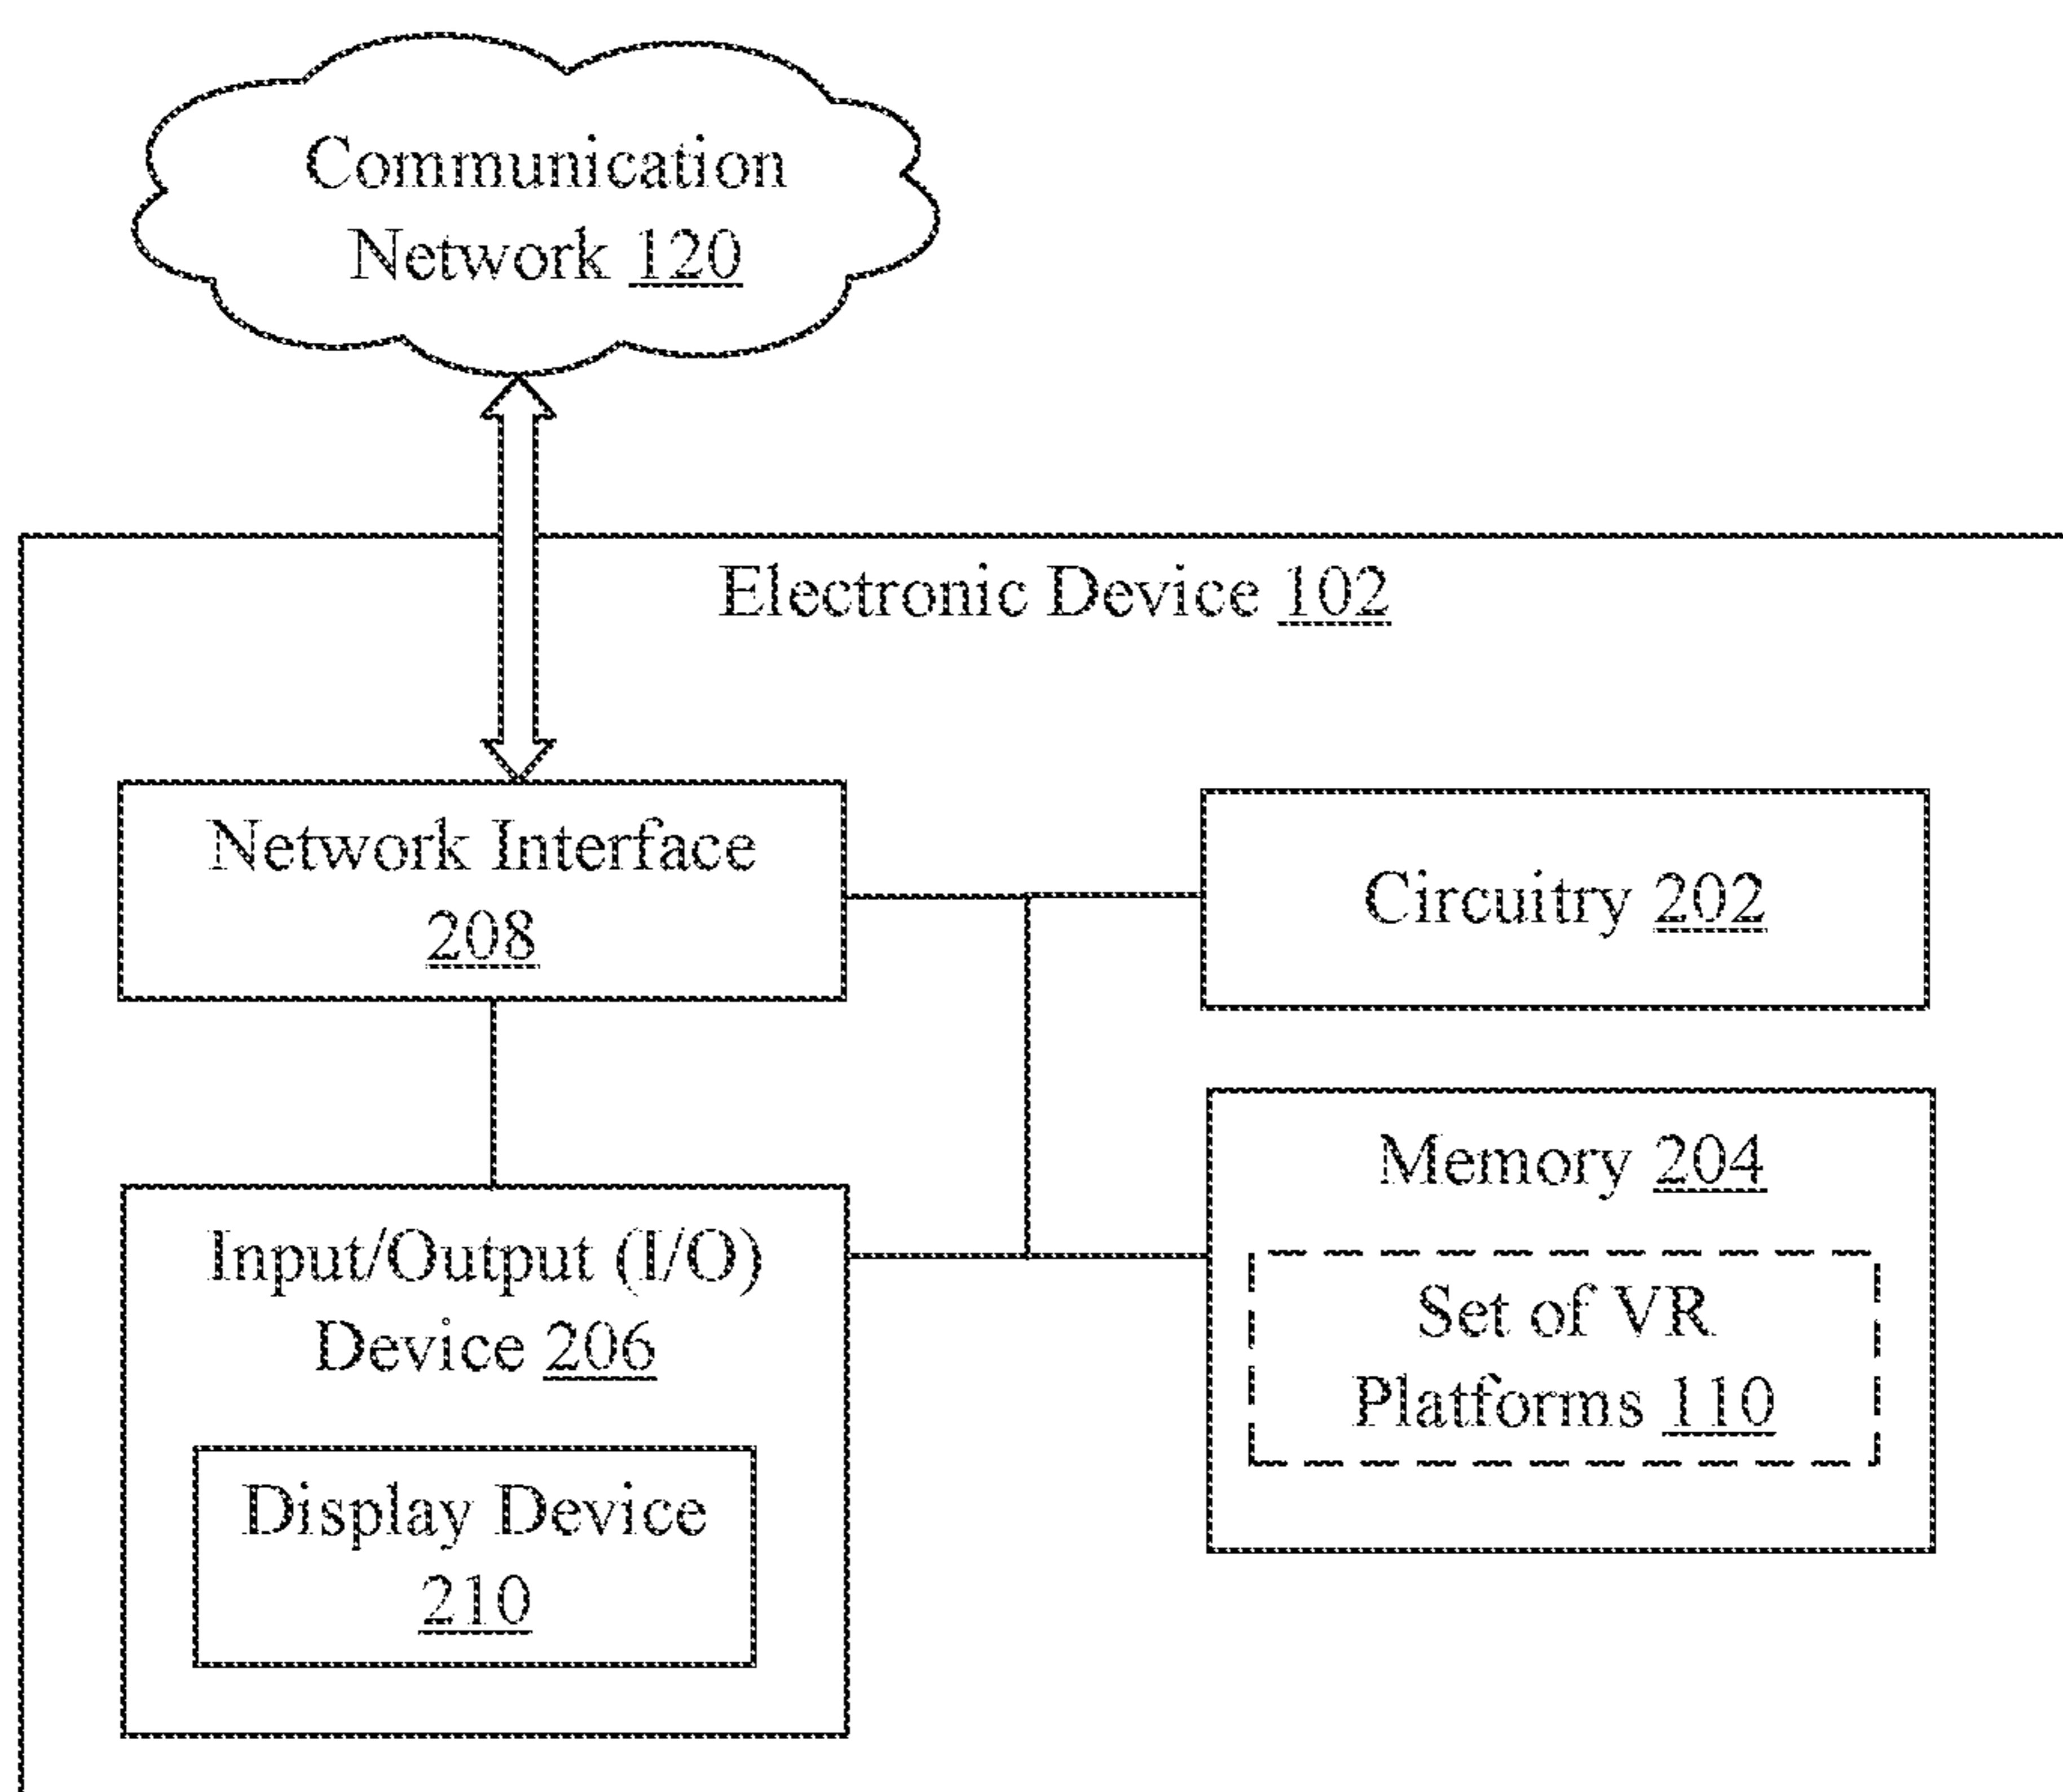 Communication
Network 120
Electronic Device 102
Network Interface
208
Circuitry 202
Input/Output (I/O)
Device 206
Display Device
210
Memory 204
Set of VR
Platforms 110